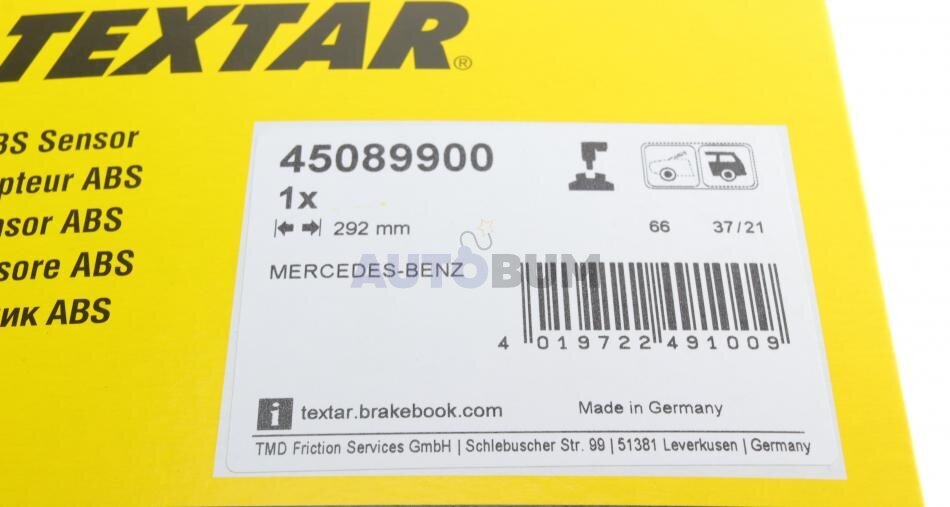 TEXTAR®
BS Sensor
pteur ABS
nsor ABS
sore ABS
ик ABS
45089900
1x
292 mm
66 37/21
MERCEDES-BENZ
AUTOBUM
4 019722 491009
i textar.brakebook.com
Made in Germany
TMD Friction Services GmbH | Schlebuscher Str. 99 | 51381 Leverkusen | Germany